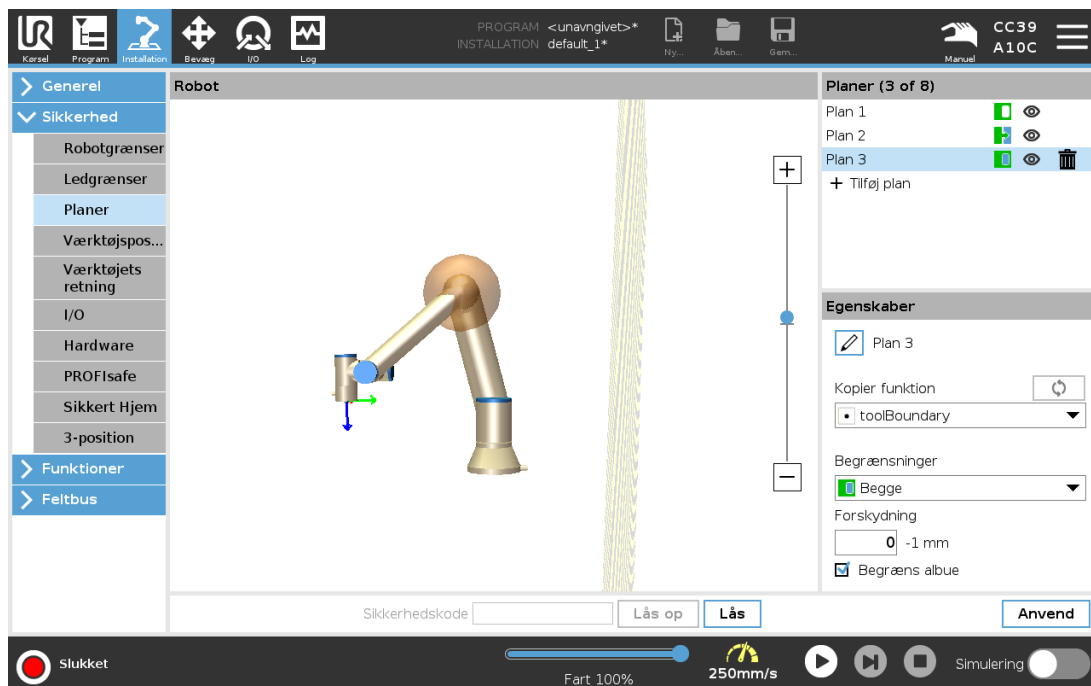 UR
PROGRAM <unavngivet>*
INSTALLATION default_1*
CC39
A10C
Kørsel Program Installation Bevæg I/O Log Ny... Åben... Gem... Manuel
Generel
Sikkerhed
Robotgrænser
Ledgrænser
Planer
Værktøjspos...
Værktøjets
retning
I/O
Hardware
PROFIsafe
Sikkert Hjem
3-position
Funktioner
Feltbus
Robot
Planer (3 of 8)
Plan 1
Plan 2
Plan 3
+ Tilføj plan
Egenskaber
Plan 3
Kopier funktion
toolBoundary
Begrænsninger
Begge
Forskydning
0 -1 mm
Begræns albue
Sikkerhedskode Lås op Lås Anvend
Slukket
Fart 100%
250mm/s
Simulering